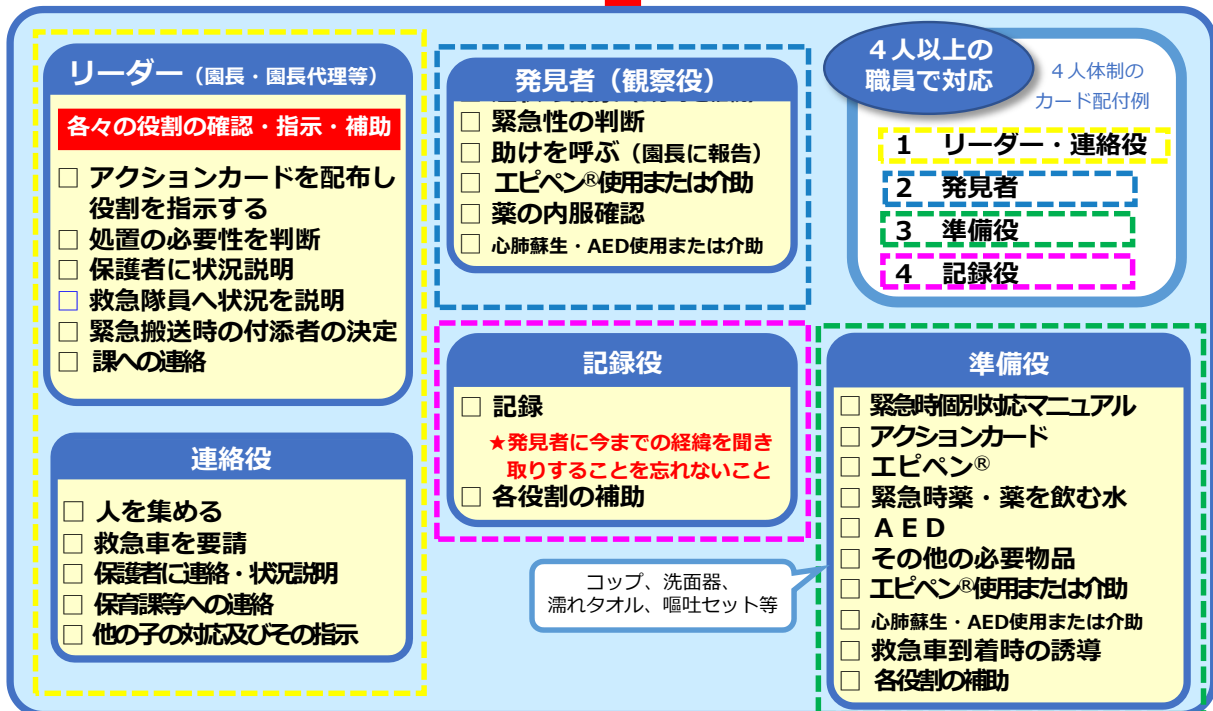 リーダー（園長・園長代理等）
各々の役割の確認・指示・補助
□ アクションカードを配布し
役割を指示する
□ 処置の必要性を判断
□ 保護者に状況説明
□ 救急隊員へ状況を説明
□ 緊急搬送時の付添者の決定
□ 課への連絡
連絡役
□ 人を集める
□ 救急車を要請
□ 保護者に連絡・状況説明
□ 保育課等への連絡
□ 他の子の対応及びその指示
発見者（観察役）
□ 緊急性の判断
□ 助けを呼ぶ（園長に報告）
□ エピペン®使用または介助
□ 薬の内服確認
□ 心肺蘇生・AED使用または介助
記録役
□ 記録
★発見者に今までの経緯を聞き
取りすることを忘れないこと
□ 各役割の補助
コップ、洗面器、
濡れタオル、嘔吐セット等
４人以上の
職員で対応
４人体制の
カード配付例
1 リーダー・連絡役
2 発見者
3 準備役
4 記録役
準備役
□ 緊急時個別対応マニュアル
□ アクションカード
□ エピペン®
□ 緊急時薬・薬を飲む水
□ ＡＥＤ
□ その他の必要物品
□ エピペン®使用または介助
□ 心肺蘇生・AED使用または介助
□ 救急車到着時の誘導
□ 各役割の補助